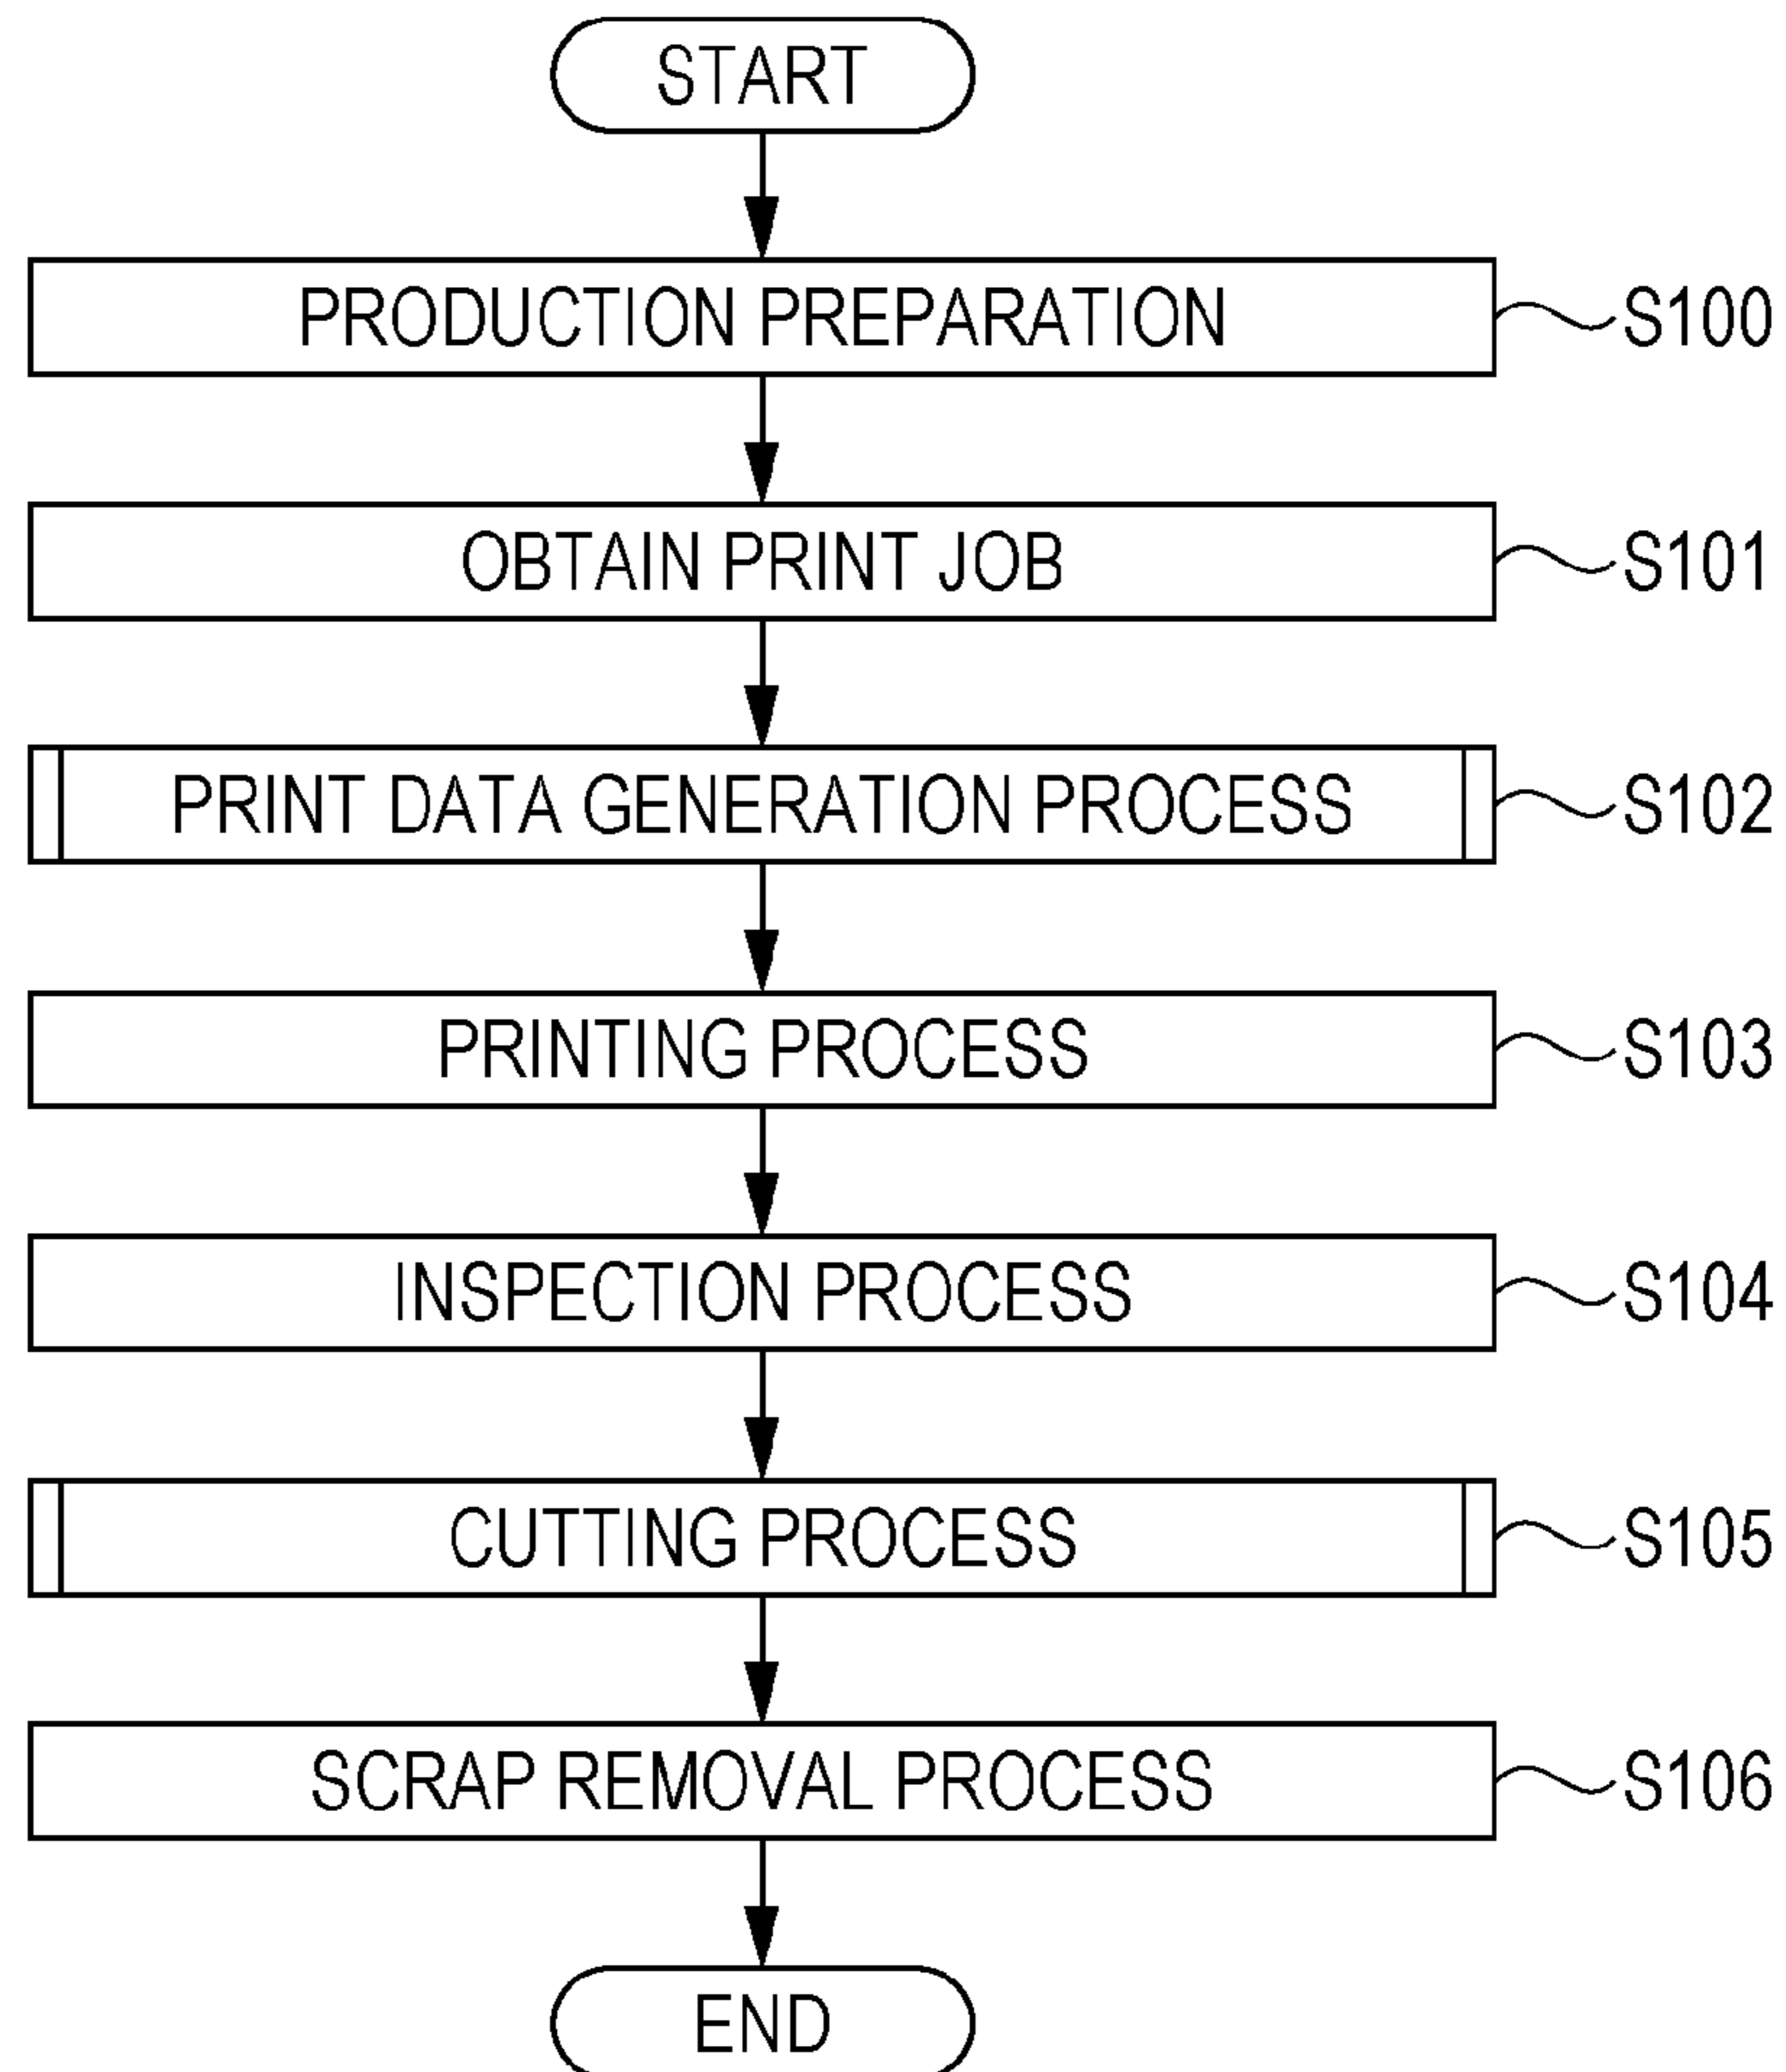 START
PRODUCTION PREPARATION
S100
OBTAIN PRINT JOB
S101
PRINT DATA GENERATION PROCESS
S102
PRINTING PROCESS
S103
INSPECTION PROCESS
S104
CUTTING PROCESS
S105
SCRAP REMOVAL PROCESS
S106
END